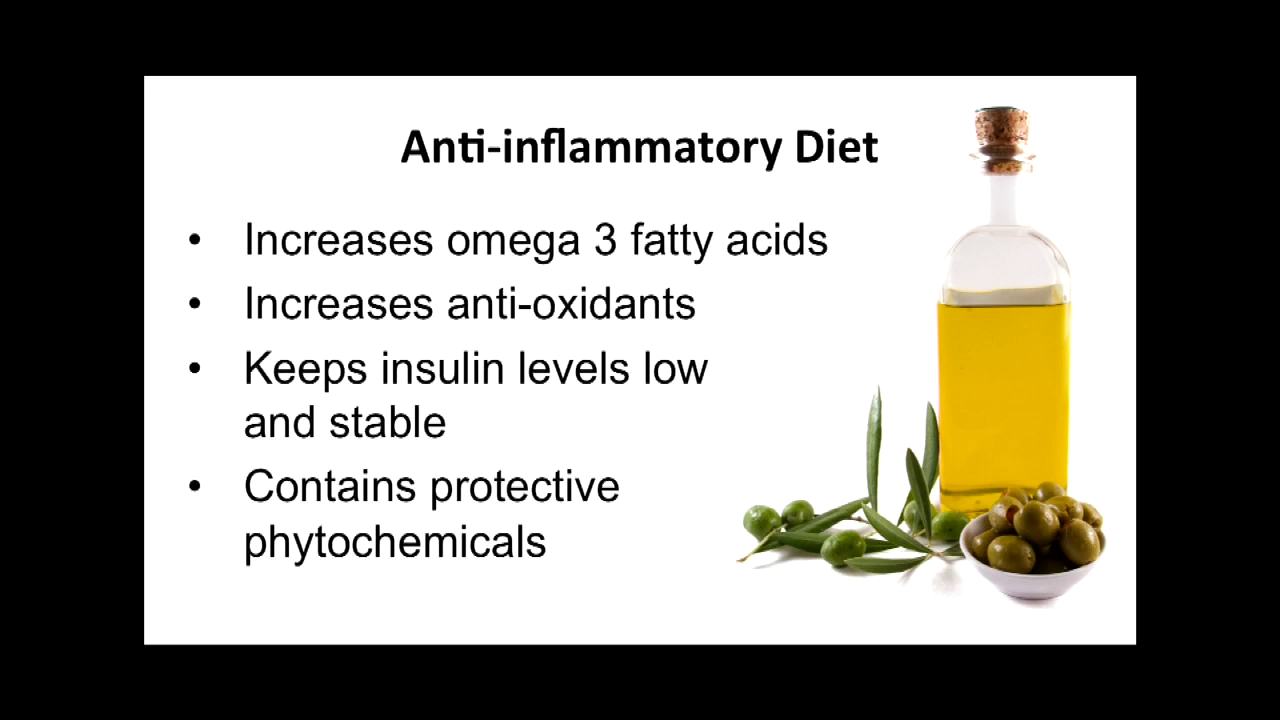 Anti-inflammatory Diet
• Increases omega 3 fatty acids
• Increases anti-oxidants
• Keeps insulin levels low
and stable
• Contains protective
phytochemicals